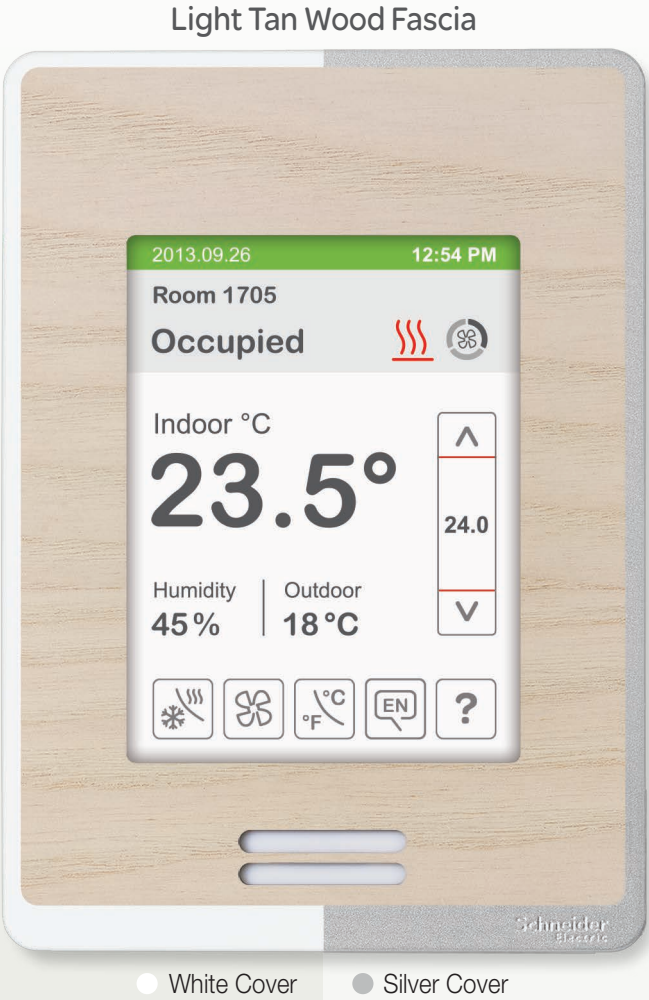 Light Tan Wood Fascia
2013.09.26 12:54 PM
Room 1705
Occupied
Indoor °C
23.5°
24.0
Humidity Outdoor
45% 18°C
°C
°F
EN
?
Schneider
Electric
White Cover Silver Cover